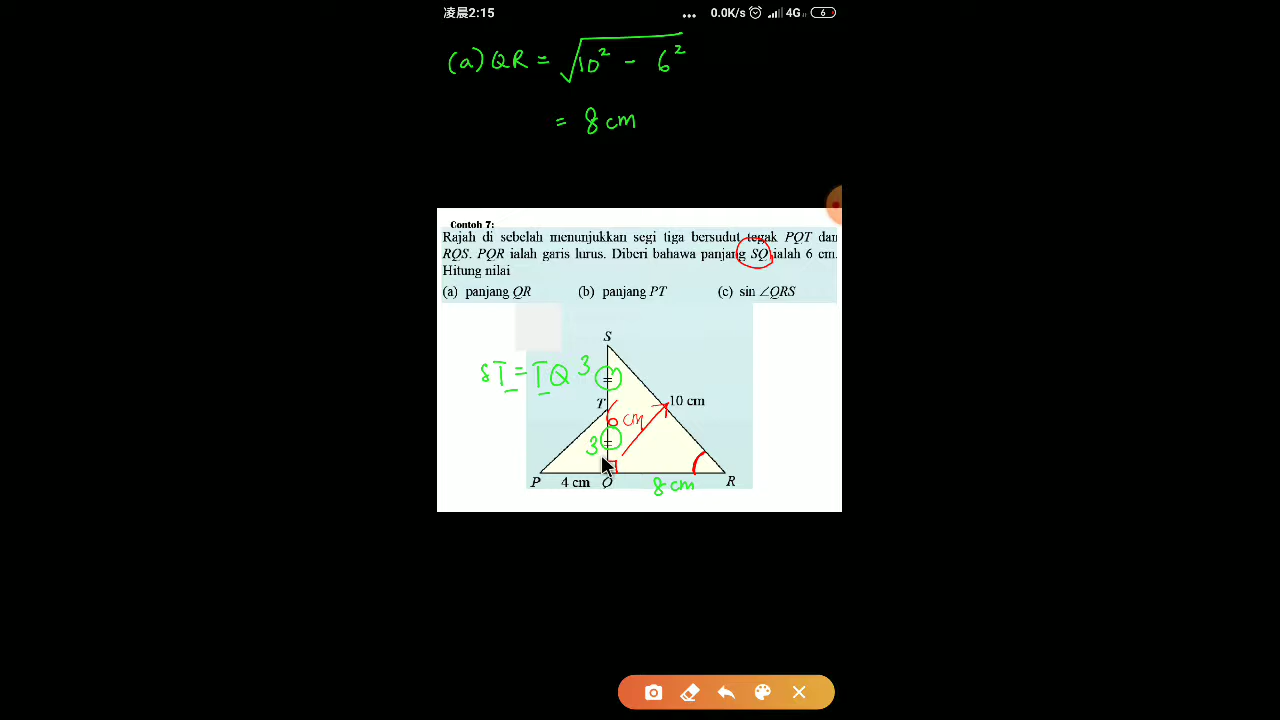 凌晨2:15 ... 0.0K/s 4G 6
(a) QR = √10² - 6²
= 8 cm
Contoh 7:
Rajah di sebelah menunjukkan segi tiga bersudut tegak PQT dan
RQS. PQR ialah garis lurus. Diberi bahawa panjang SQ ialah 6 cm.
Hitung nilai
(a) panjang QR (b) panjang PT (c) sin ∠QRS
S
ST = TQ 3
T 10 cm
6 cm
3
P 4 cm Q 8 cm R